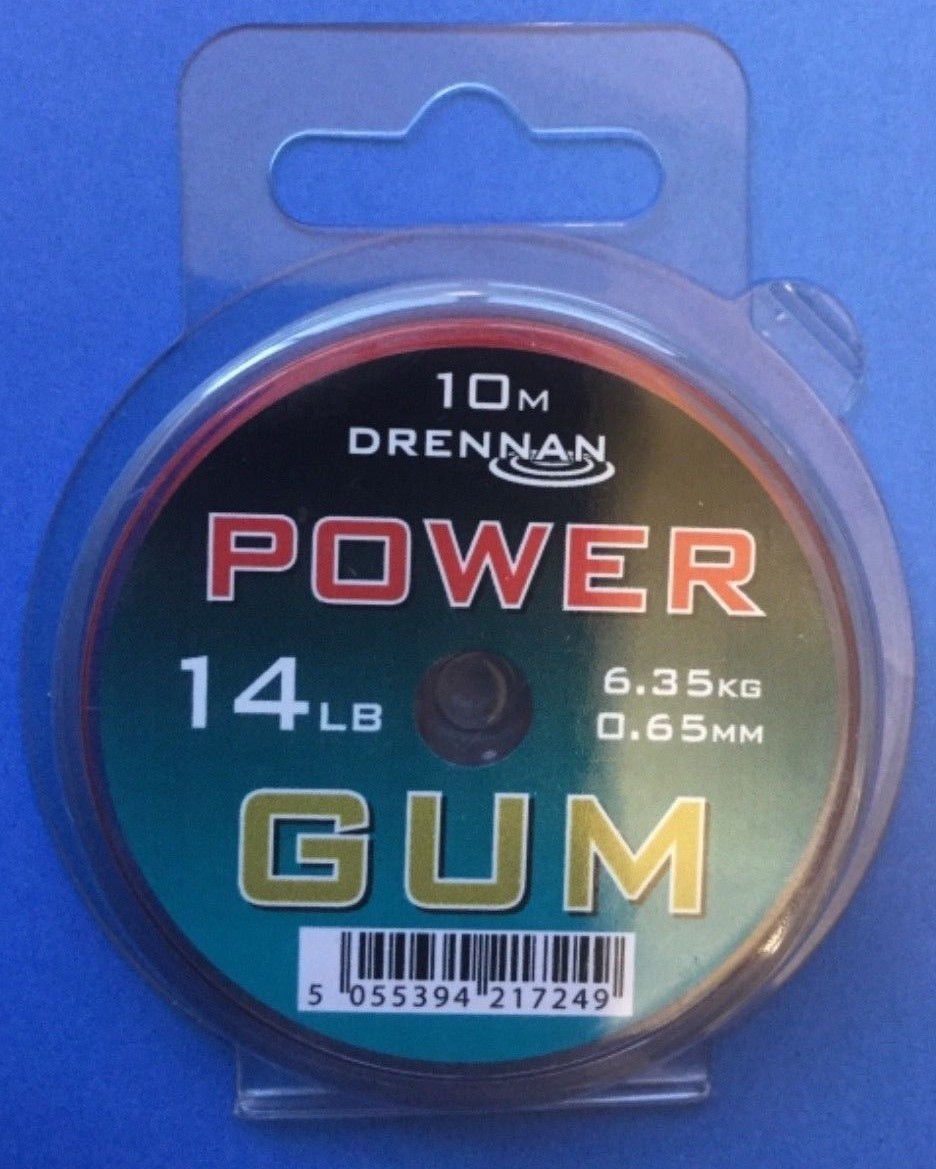 10M
DRENNAN
POWER
14LB
6.35KG
0.65MM
GUM
5 055394 217249